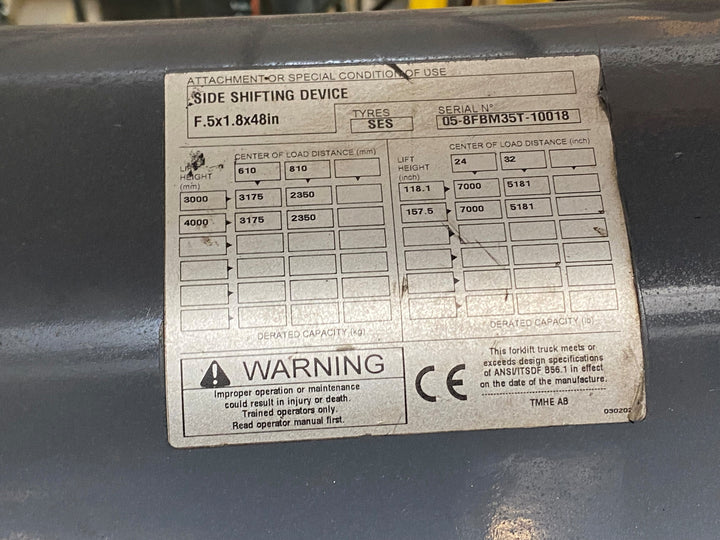 ATTACHMENT OR SPECIAL CONDITION OF USE
SIDE SHIFTING DEVICE
F.5x1.8x48in
TYRES
SES
SERIAL Nº
05-8FBM35T-10018
CENTER OF LOAD DISTANCE (mm)
LIFT HEIGHT (mm)
610 810
3000 3175 2350
4000 3175 2350
DERATED CAPACITY (kg)
CENTER OF LOAD DISTANCE (inch)
LIFT HEIGHT (inch)
24 32
118.1 7000 5181
157.5 7000 5181
DERATED CAPACITY (lb)
WARNING
Improper operation or maintenance
could result in injury or death.
Trained operators only.
Read operator manual first.
CE
This forklift truck meets or
exceeds design specifications
of ANSI/ITSDF B56.1 in effect
on the date of the manufacture.
TMHE AB
030202